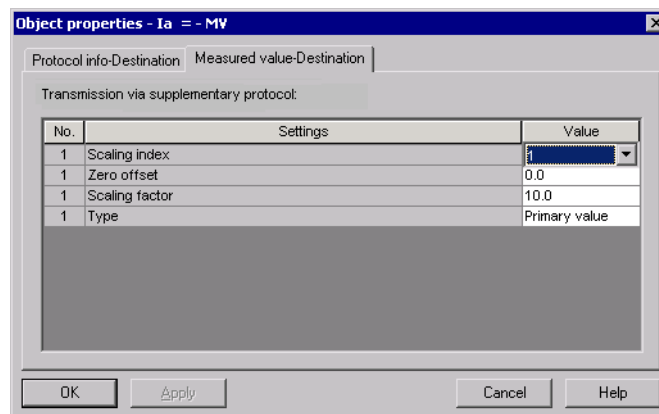 Object properties - Ia = - MV
Protocol info-Destination Measured value-Destination
Transmission via supplementary protocol:
No. Settings Value
1 Scaling index 1
1 Zero offset 0.0
1 Scaling factor 10.0
1 Type Primary value
OK Apply Cancel Help